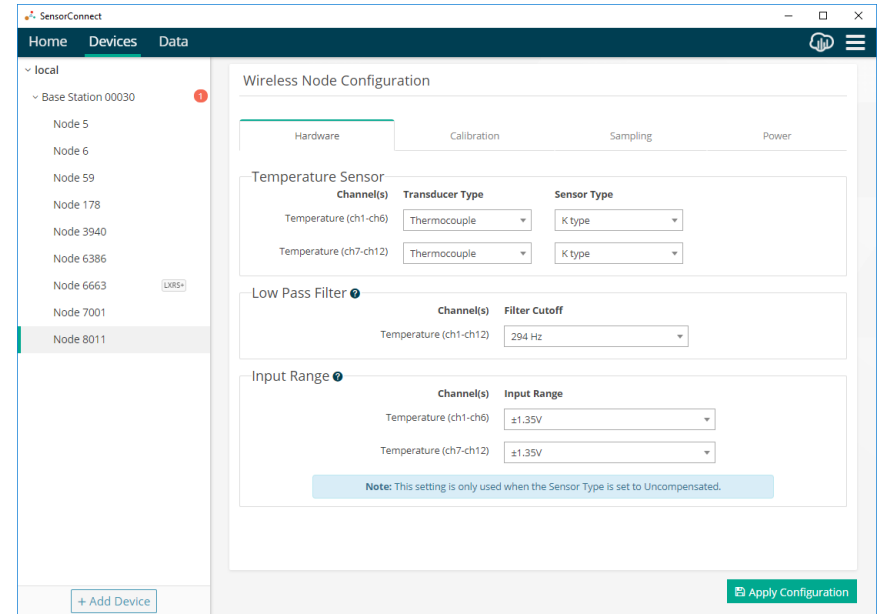 SensorConnect
Home Devices Data
local
Base Station 00030 1
Node 5
Node 6
Node 59
Node 178
Node 3940
Node 6386
Node 6663 LXRS+
Node 7001
Node 8011
+ Add Device
Wireless Node Configuration
Hardware Calibration Sampling Power
Temperature Sensor
Channel(s) Transducer Type Sensor Type
Temperature (ch1-ch6) Thermocouple K type
Temperature (ch7-ch12) Thermocouple K type
Low Pass Filter ?
Channel(s) Filter Cutoff
Temperature (ch1-ch12) 294 Hz
Input Range ?
Channel(s) Input Range
Temperature (ch1-ch6) ±1.35V
Temperature (ch7-ch12) ±1.35V
Note: This setting is only used when the Sensor Type is set to Uncompensated.
Apply Configuration